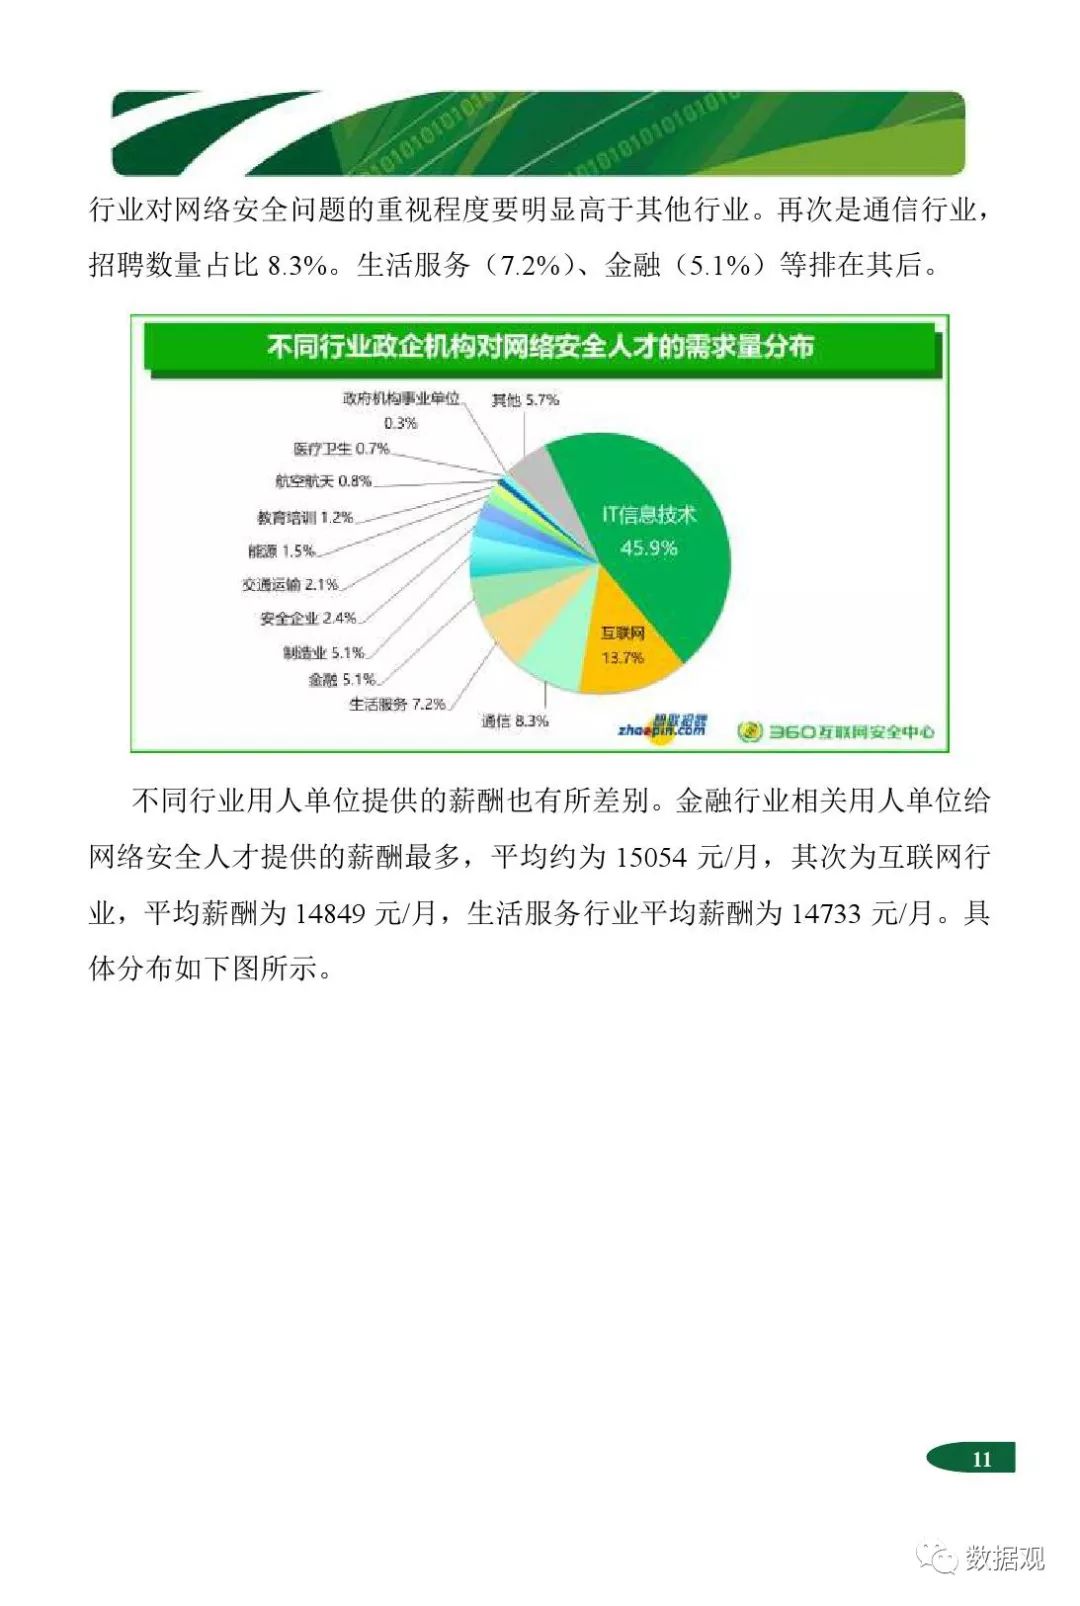 行业对网络安全问题的重视程度要明显高于其他行业。再次是通信行业，
招聘数量占比 8.3%。生活服务（7.2%）、金融（5.1%）等排在其后。
不同行业政企机构对网络安全人才的需求量分布
政府机构事业单位
0.3%
其他 5.7%
医疗卫生 0.7%
航空航天 0.8%
教育培训 1.2%
能源 1.5%
交通运输 2.1%
安全企业 2.4%
制造业 5.1%
金融 5.1%
生活服务 7.2%
通信 8.3%
IT信息技术
45.9%
互联网
13.7%
智联招聘
zhaopin.com
360互联网安全中心
不同行业用人单位提供的薪酬也有所差别。金融行业相关用人单位给
网络安全人才提供的薪酬最多，平均约为 15054 元/月，其次为互联网行
业，平均薪酬为 14849 元/月，生活服务行业平均薪酬为 14733 元/月。具
体分布如下图所示。
11
数据观